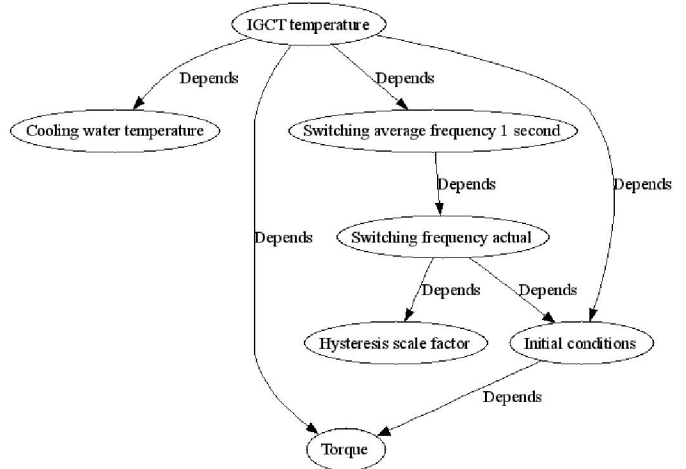 IGCT temperature
Depends
Depends
Cooling water temperature
Switching average frequency 1 second
Depends
Depends
Depends
Switching frequency actual
Depends
Depends
Hysteresis scale factor
Initial conditions
Depends
Torque